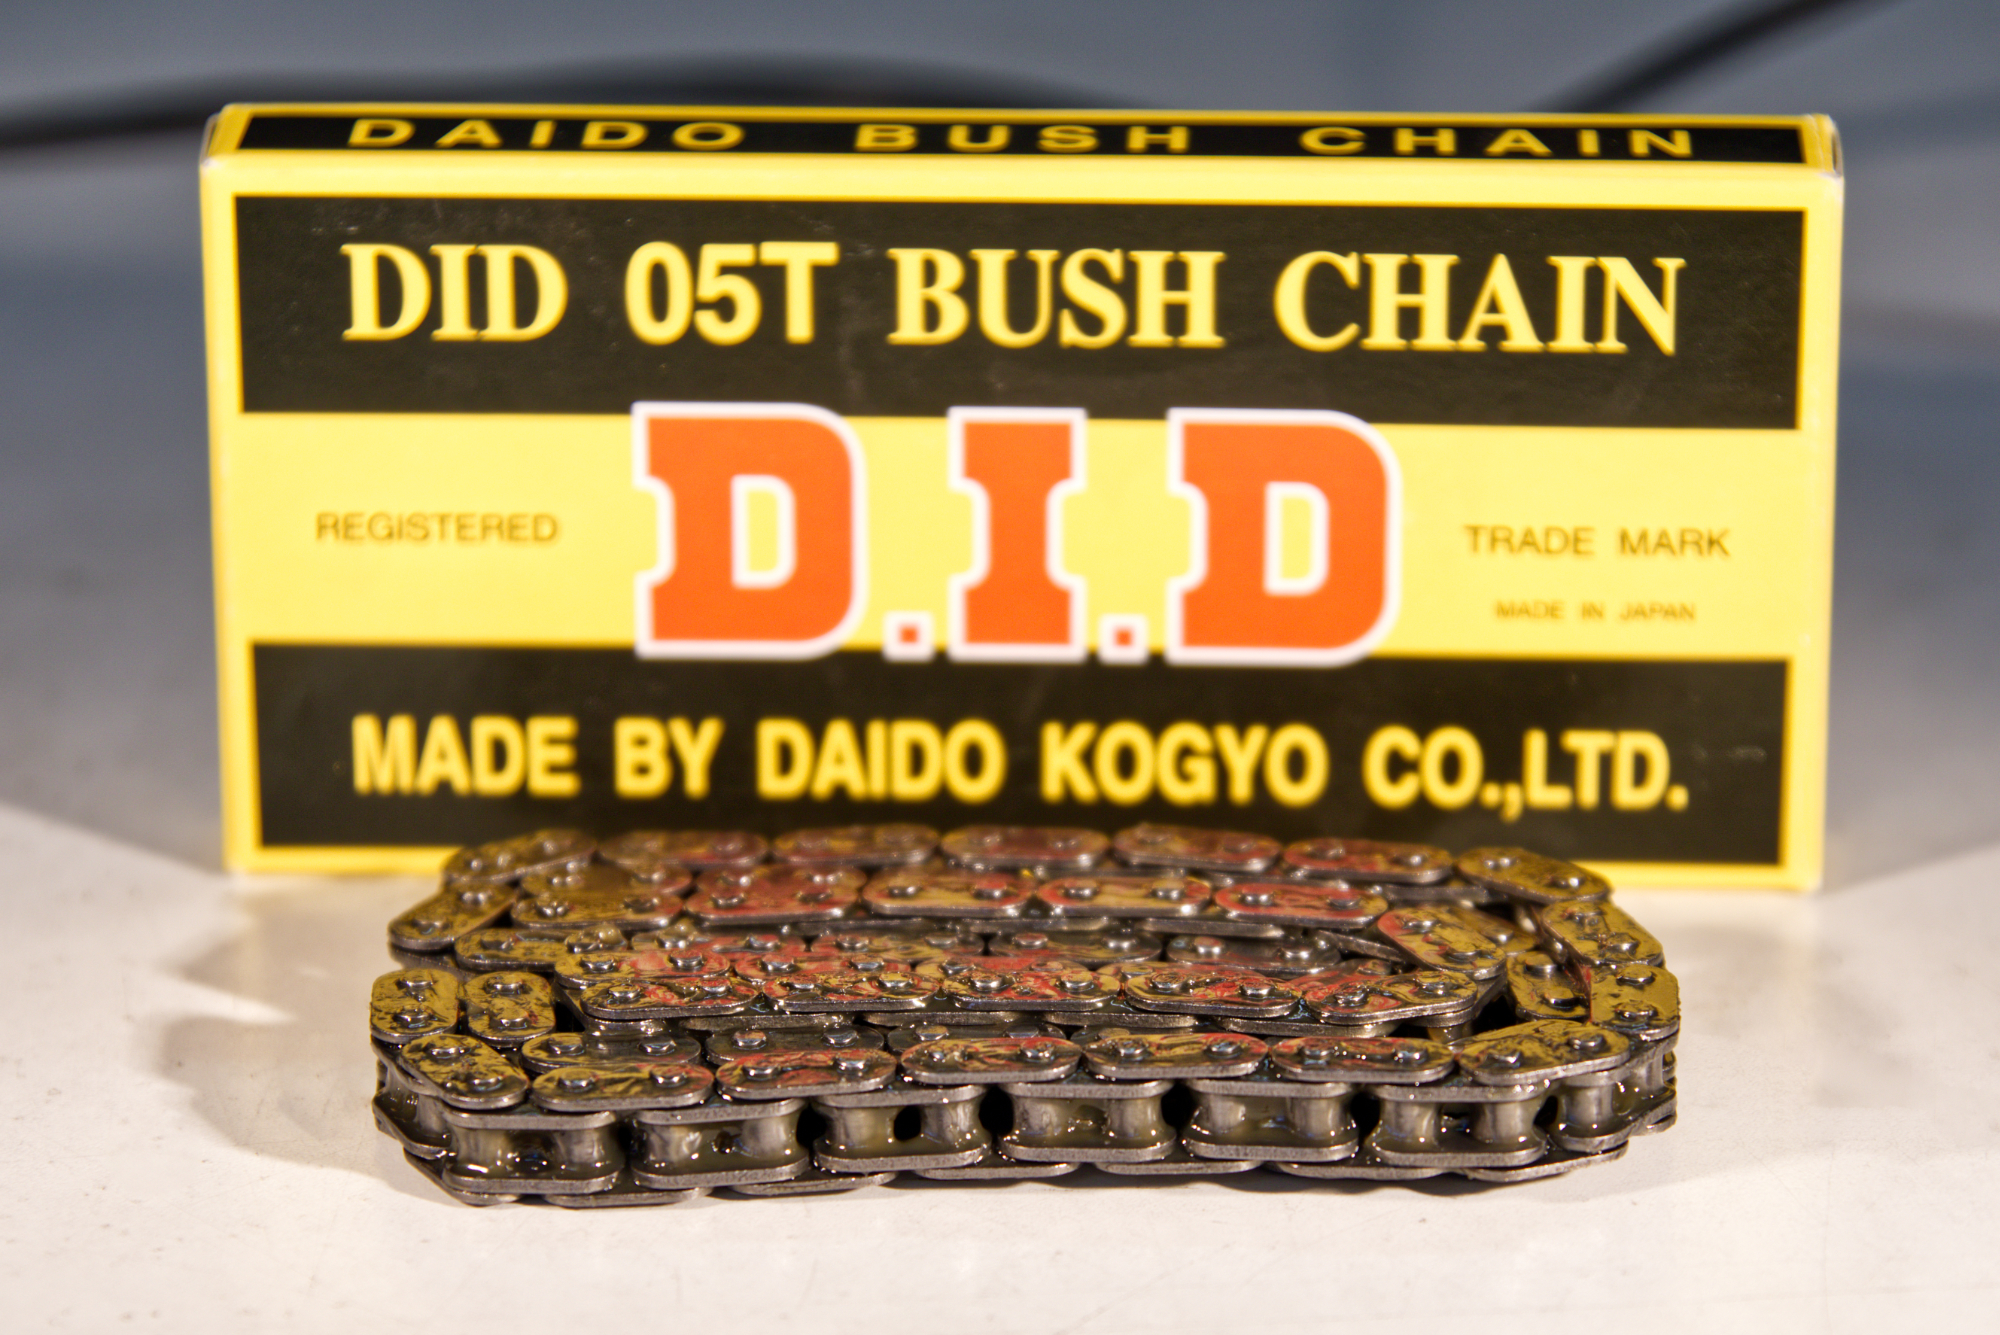 DAIDO BUSH CHAIN
DID 05T BUSH CHAIN
D.I.D
REGISTERED
TRADE MARK
MADE IN JAPAN
MADE BY DAIDO KOGYO CO.,LTD.